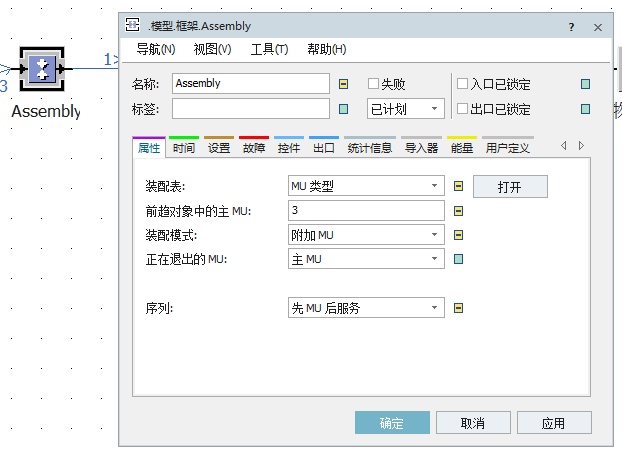 .模型.框架.Assembly
?
导航(N) 视图(V) 工具(T) 帮助(H)
1
3
Assembly
物
名称: Assembly 失败 入口已锁定
标签: 已计划 出口已锁定
属性 时间 设置 故障 控件 出口 统计信息 导入器 能量 用户定义
装配表: MU 类型 打开
前趋对象中的主 MU: 3
装配模式: 附加 MU
正在退出的 MU: 主 MU
序列: 先 MU 后服务
确定 取消 应用